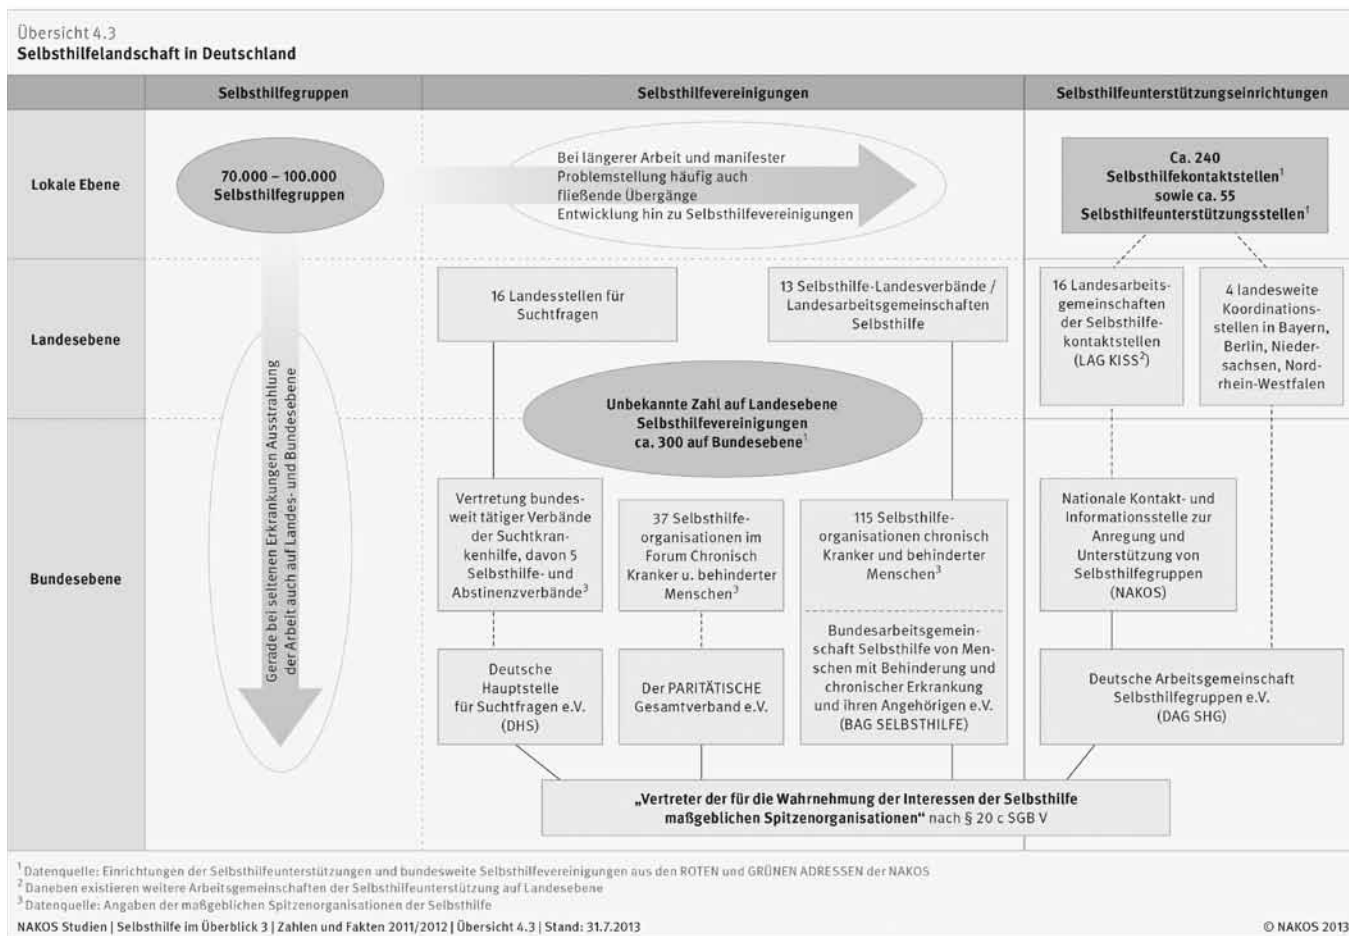 Übersicht 4.3
Selbsthilfelandschaft in Deutschland
Selbsthilfegruppen
Selbsthilfevereinigungen
Selbsthilfeunterstützungseinrichtungen
Lokale Ebene
70.000 – 100.000
Selbsthilfegruppen
Bei längerer Arbeit und manifester
Problemstellung häufig auch
fließende Übergänge
Entwicklung hin zu Selbsthilfevereinigungen
Ca. 240
Selbsthilfekontaktstellen¹
sowie ca. 55
Selbsthilfeunterstützungsstellen¹
Landesebene
16 Landesstellen für
Suchtfragen
13 Selbsthilfe-Landesverbände /
Landesarbeitsgemeinschaften
Selbsthilfe
16 Landesarbeits-
gemeinschaften
der Selbsthilfe-
kontaktstellen
(LAG KISS²)
4 landesweite
Koordinations-
stellen in Bayern,
Berlin, Nieder-
sachsen, Nord-
rhein-Westfalen
Gerade bei seltenen Erkrankungen Ausstrahlung
der Arbeit auch auf Landes- und Bundesebene
Unbekannte Zahl auf Landesebene
Selbsthilfevereinigungen
ca. 300 auf Bundesebene¹
Bundesebene
Vertretung bundes-
weit tätiger Verbände
der Suchtkran-
kenhilfe, davon 5
Selbsthilfe- und
Abstinenzverbände³
37 Selbsthilfe-
organisationen im
Forum Chronisch
Kranker u. behinderter
Menschen³
115 Selbsthilfe-
organisationen chronisch
Kranker und behinderter
Menschen³
Nationale Kontakt- und
Informationsstelle zur
Anregung und
Unterstützung von
Selbsthilfegruppen
(NAKOS)
Deutsche
Hauptstelle
für Suchtfragen e.V.
(DHS)
Der PARITÄTISCHE
Gesamtverband e.V.
Bundesarbeitsgemein-
schaft Selbsthilfe von Men-
schen mit Behinderung und
chronischer Erkrankung
und ihren Angehörigen e.V.
(BAG SELBSTHILFE)
Deutsche Arbeitsgemeinschaft
Selbsthilfegruppen e.V.
(DAG SHG)
„Vertreter der für die Wahrnehmung der Interessen der Selbsthilfe
maßgeblichen Spitzenorganisationen“ nach § 20 c SGB V
¹ Datenquelle: Einrichtungen der Selbsthilfeunterstützungen und bundesweite Selbsthilfevereinigungen aus den ROTEN und GRÜNEN ADRESSEN der NAKOS
² Daneben existieren weitere Arbeitsgemeinschaften der Selbsthilfeunterstützung auf Landesebene
³ Datenquelle: Angaben der maßgeblichen Spitzenorganisationen der Selbsthilfe
NAKOS Studien | Selbsthilfe im Überblick 3 | Zahlen und Fakten 2011/2012 | Übersicht 4.3 | Stand: 31.7.2013
© NAKOS 2013